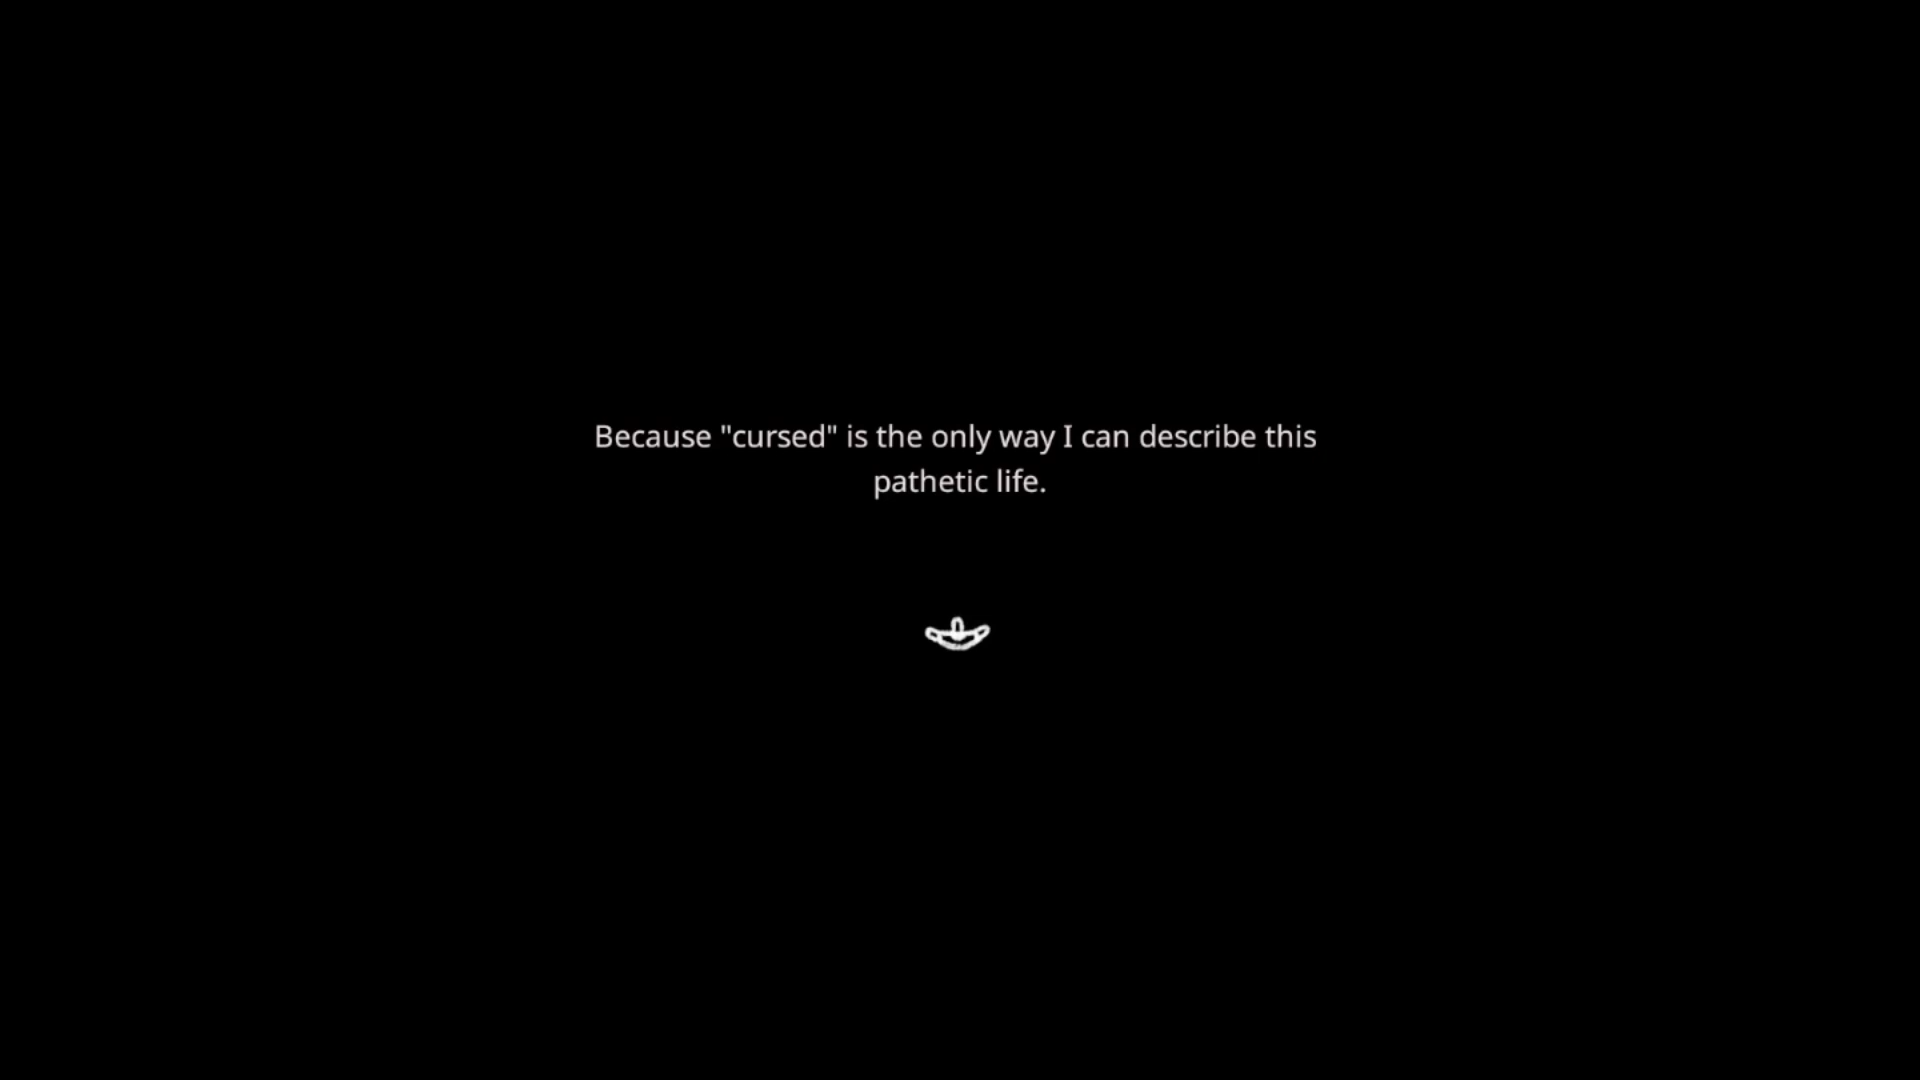 Because "cursed" is the only way I can describe this
pathetic life.